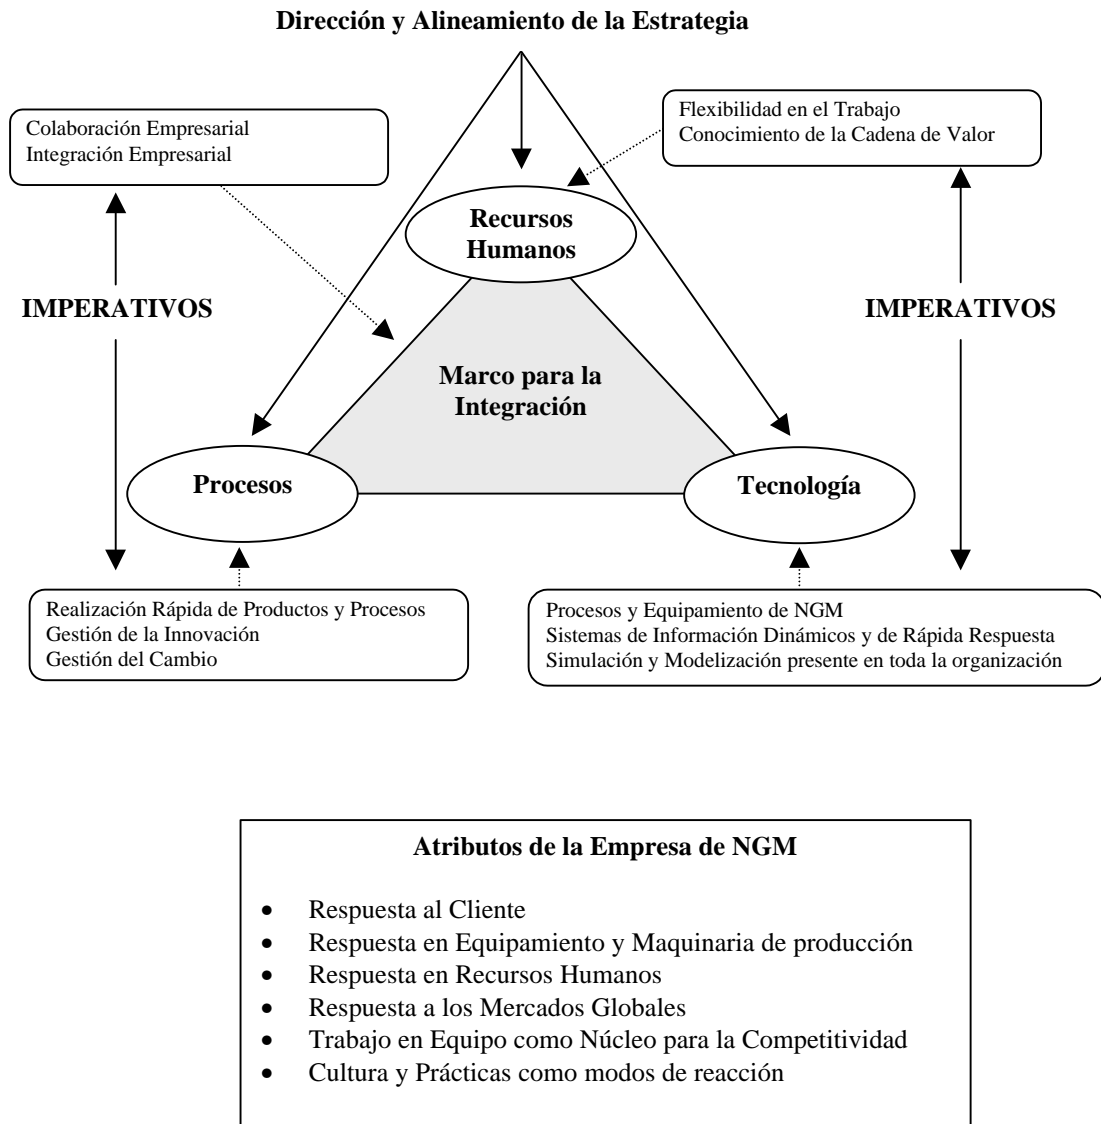 Dirección y Alineamiento de la Estrategia
Colaboración Empresarial
Integración Empresarial
Flexibilidad en el Trabajo
Conocimiento de la Cadena de Valor
Recursos
Humanos
IMPERATIVOS
IMPERATIVOS
Marco para la
Integración
Procesos
Tecnología
Realización Rápida de Productos y Procesos
Gestión de la Innovación
Gestión del Cambio
Procesos y Equipamiento de NGM
Sistemas de Información Dinámicos y de Rápida Respuesta
Simulación y Modelización presente en toda la organización
Atributos de la Empresa de NGM
• Respuesta al Cliente
• Respuesta en Equipamiento y Maquinaria de producción
• Respuesta en Recursos Humanos
• Respuesta a los Mercados Globales
• Trabajo en Equipo como Núcleo para la Competitividad
• Cultura y Prácticas como modos de reacción